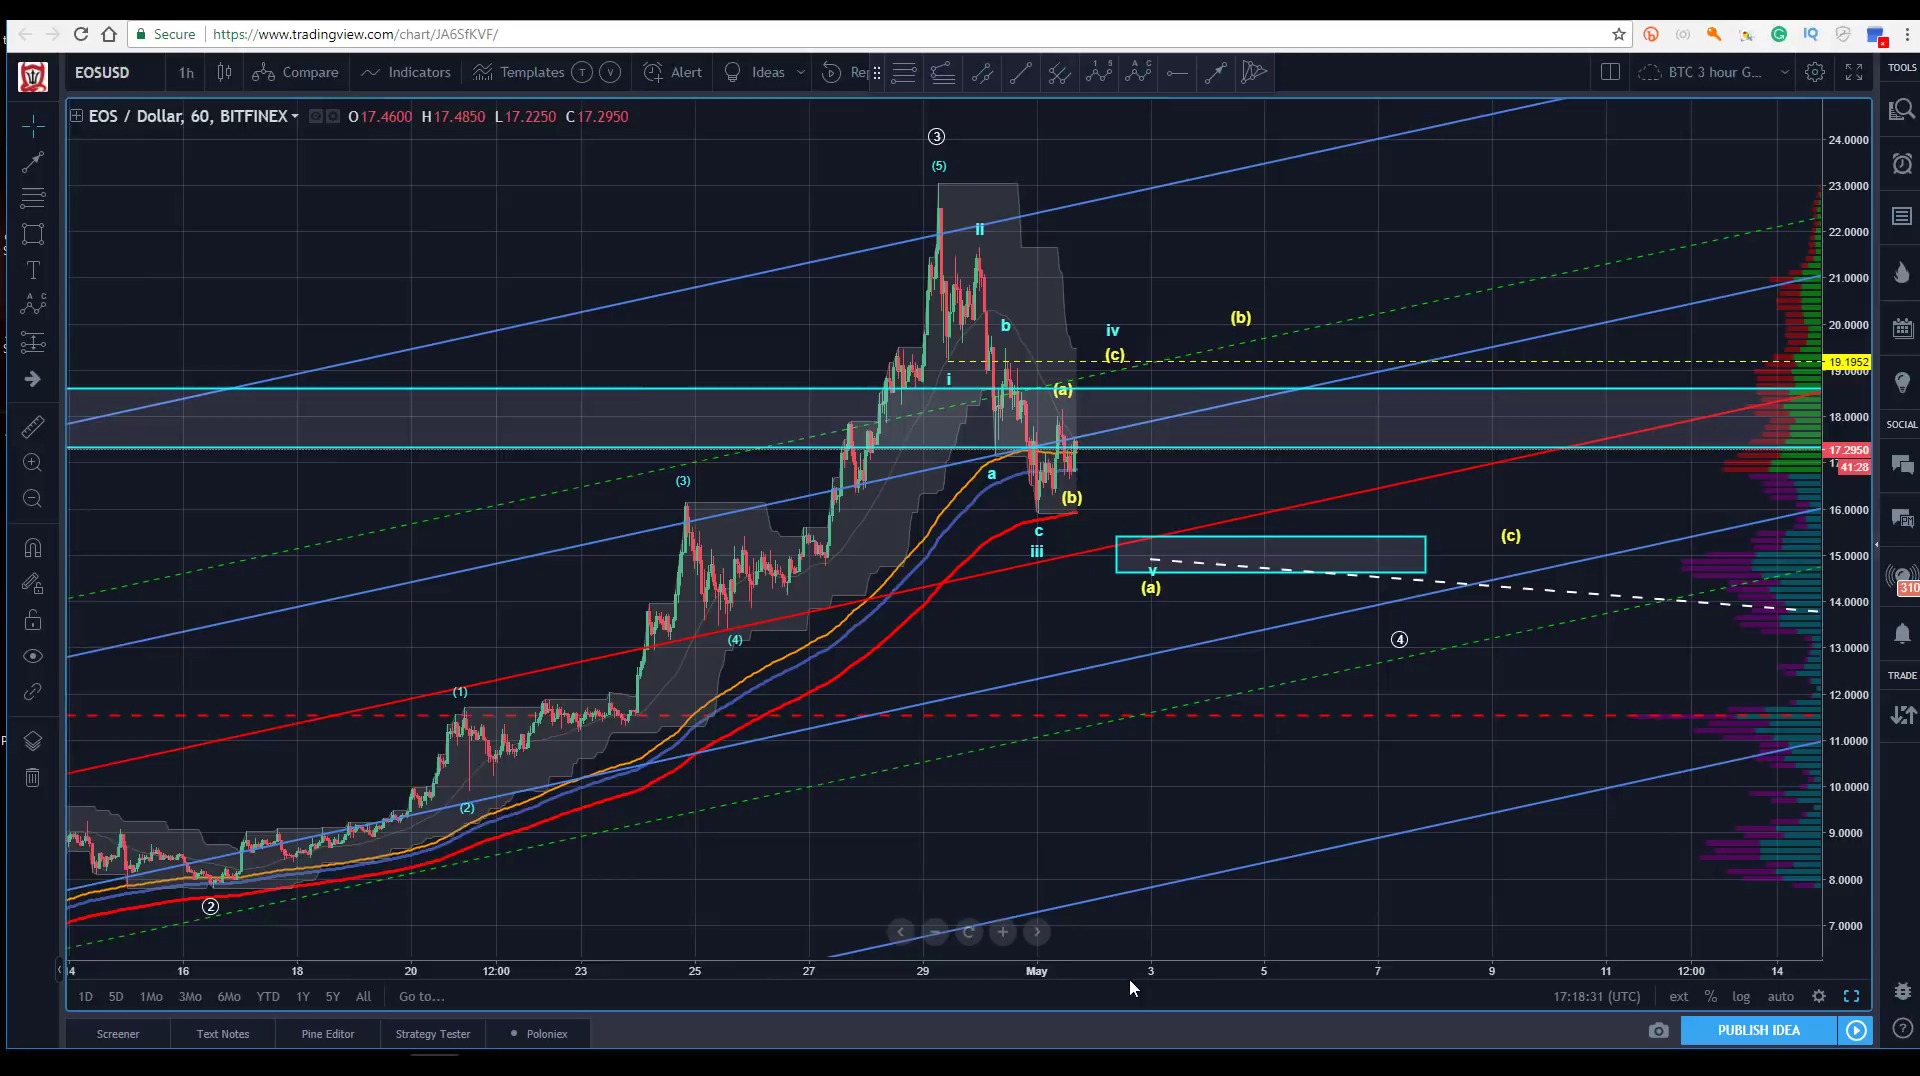 Secure https://www.tradingview.com/chart/JA6SfKVF/
EOSUSD 1h Compare Indicators Templates T V Alert Ideas Rep BTC 3 hour G... TOOLS
EOS / Dollar, 60, BITFINEX O17.4600 H17.4850 L17.2250 C17.2950
24.0000
23.0000
22.0000
21.0000
20.0000
19.1952
19.0000
18.0000
17.2950
41:28
16.0000
15.0000
14.0000
13.0000
12.0000
11.0000
10.0000
9.0000
8.0000
7.0000
3
(5)
ii
b
iv
(c)
(b)
i
(a)
a
(3)
(b)
c
iii
(c)
v
(a)
(4)
4
(1)
(2)
2
SOCIAL
310
TRADE
16 18 20 12:00 23 25 27 29 May 3 5 7 9 11 12:00 14
1D 5D 1Mo 3Mo 6Mo YTD 1Y 5Y All Go to... 17:18:31 (UTC) ext % log auto
Screener Text Notes Pine Editor Strategy Tester Poloniex PUBLISH IDEA